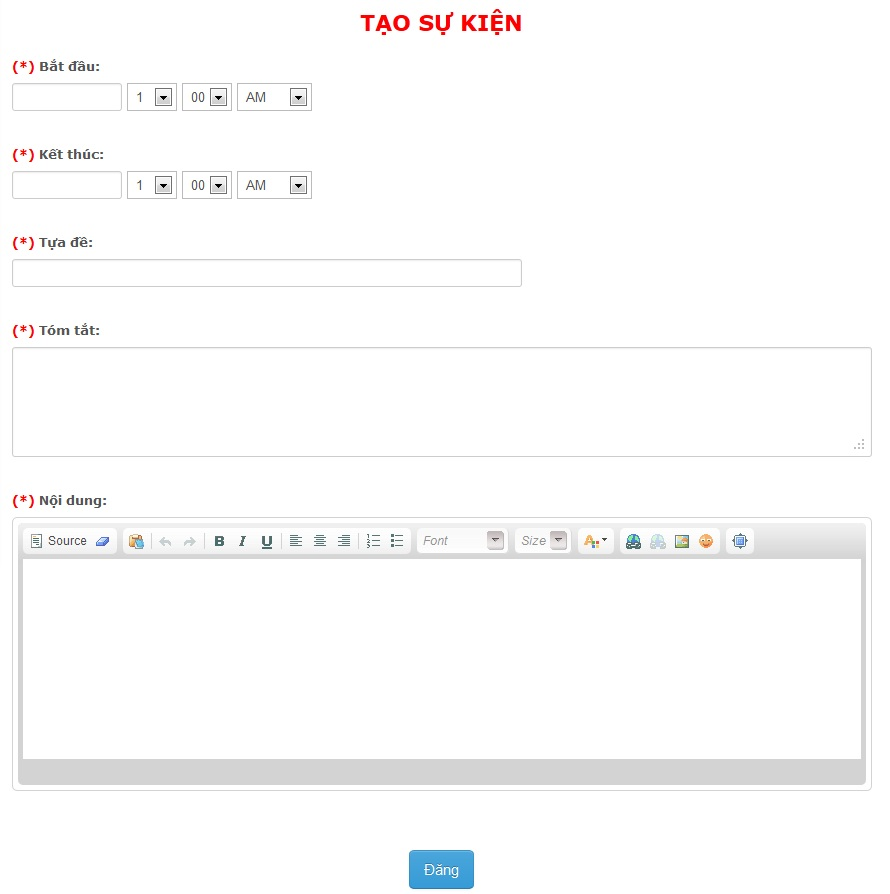 TẠO SỰ KIỆN
(*) Bắt đầu:
1 00 AM
(*) Kết thúc:
1 00 AM
(*) Tựa đề:
(*) Tóm tắt:
(*) Nội dung:
Source B I U Font Size A
Đăng